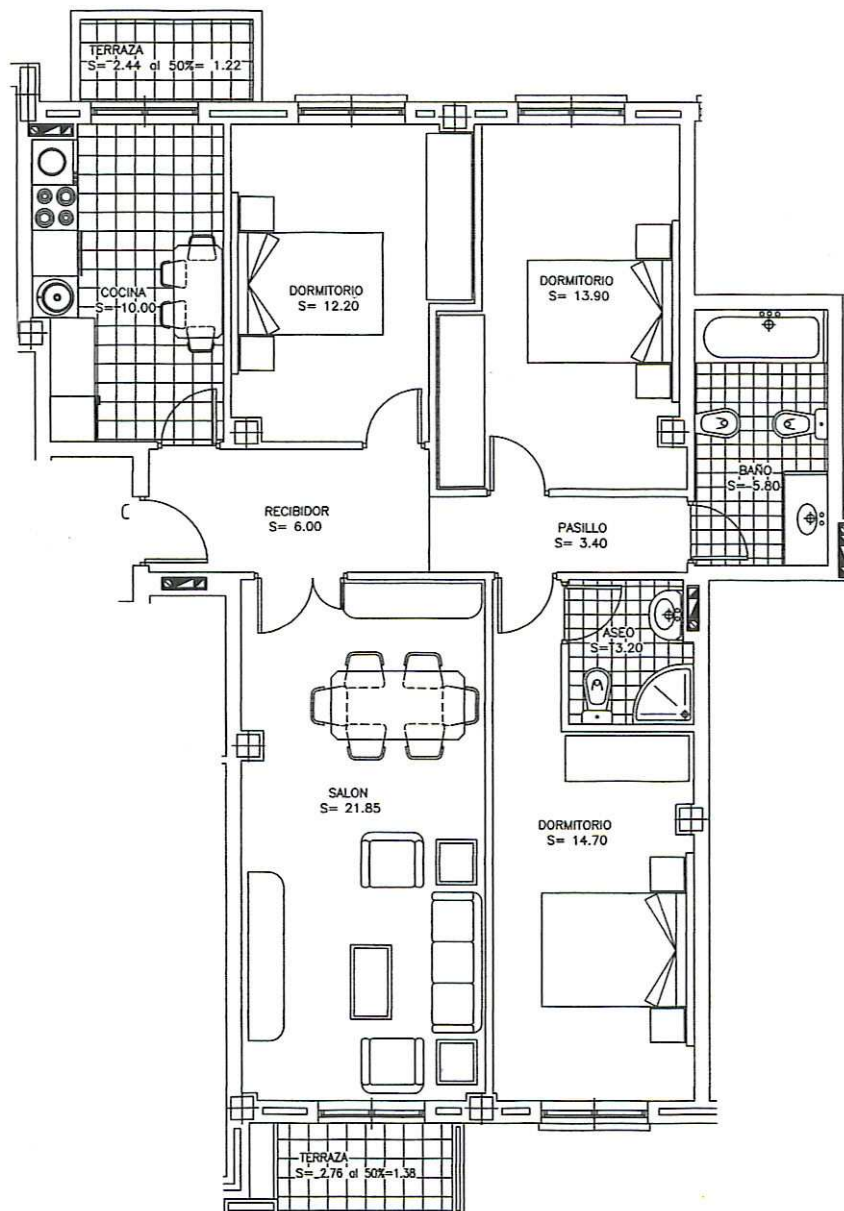 TERRAZA
S= 2.44 al 50%= 1.22
COCINA
S= 10.00
DORMITORIO
S= 12.20
DORMITORIO
S= 13.90
BAÑO
S= 5.80
RECIBIDOR
S= 6.00
PASILLO
S= 3.40
C
ASEO
S= 3.20
SALON
S= 21.85
DORMITORIO
S= 14.70
TERRAZA
S= 2.76 al 50%=1.38